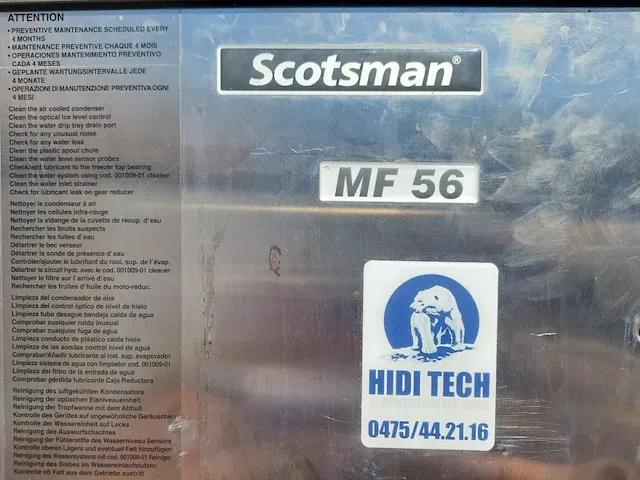 ATTENTION
• PREVENTIVE MAINTENANCE SCHEDULED EVERY
4 MONTHS
• MAINTENANCE PREVENTIVE CHAQUE 4 MOIS
• OPERACIONES MANTENIMIENTO PREVENTIVO
CADA 4 MESES
• GEPLANTE WARTUNGSINTERVALLE JEDE
4 MONATE
• OPERAZIONI DI MANUTENZIONE PREVENTIVA OGNI
4 MESI
Clean the air cooled condenser
Clean the optical ice level control
Clean the water drip tray drain port
Check for any unusual noise
Check for any water leak
Clean the plastic spout chute
Clean the water level sensor probes
Check/add lubricant to the freezer top bearing
Clean the water system using cod. 001009-01 cleaner
Clean the water inlet strainer
Check for lubricant leak on gear reducer
Nettoyer le condenseur à air
Nettoyer les cellules infra-rouge
Nettoyer la vidange de la cuvette de récup. d'eau
Rechercher les bruits suspects
Rechercher les fuites d'eau
Détartrer le bec verseur
Détartrer la sonde de présence d'eau
Contrôler/ajouter le lubrifiant du roul. sup. de l'évap.
Détartrer le circuit hydr. avec le cod. 001009-01 cleaner
Nettoyer le filtre sur l'arrivé d'eau
Rechercher les fruites d'huile du moto-réduc.
Limpieza del condensador de aire
Limpieza del control óptico de nivel de hielo
Limpieza tubo desague bandeja caida de agua
Comprobar cualquier ruido inusual
Comprobar cualquier fuga de agua
Limpieza conducto de plástico caida hielo
Limpieza de las sondas control nivel de agua
Comprobar/Añadir lubricante al rod. sup. evaporador
Limpieza sistema de agua con limpiador cod. 001009-01
Limpieza del filtro de la entrada de agua
Comprobar pérdida lubricante Caja Reductora
Reinigung des luftgekühlten Kondensators
Reinigung der optischen Eisniveaueinheit
Reinigung der Tropfwanne mit dem Abfluß
Kontrolle des Gerätes auf ungewöhnliche Geräusche
Kontrolle der Wassereinheit auf Lecks
Reinigung des Auswurfschachtes
Reinigung der Fühlerstifte des Wasserniveau Sensors
Kontrolle oberen Lagers und eventuell Fett hinzufügen
Reinigung des Wassersystems mit cod. 001009-01 Reiniger
Reinigung des Siebes im Wassereinlaufstutzen
Kontrolle ob Fett aus dem Getriebe austritt
Scotsman®
MF 56
HIDI TECH
0475/44.21.16